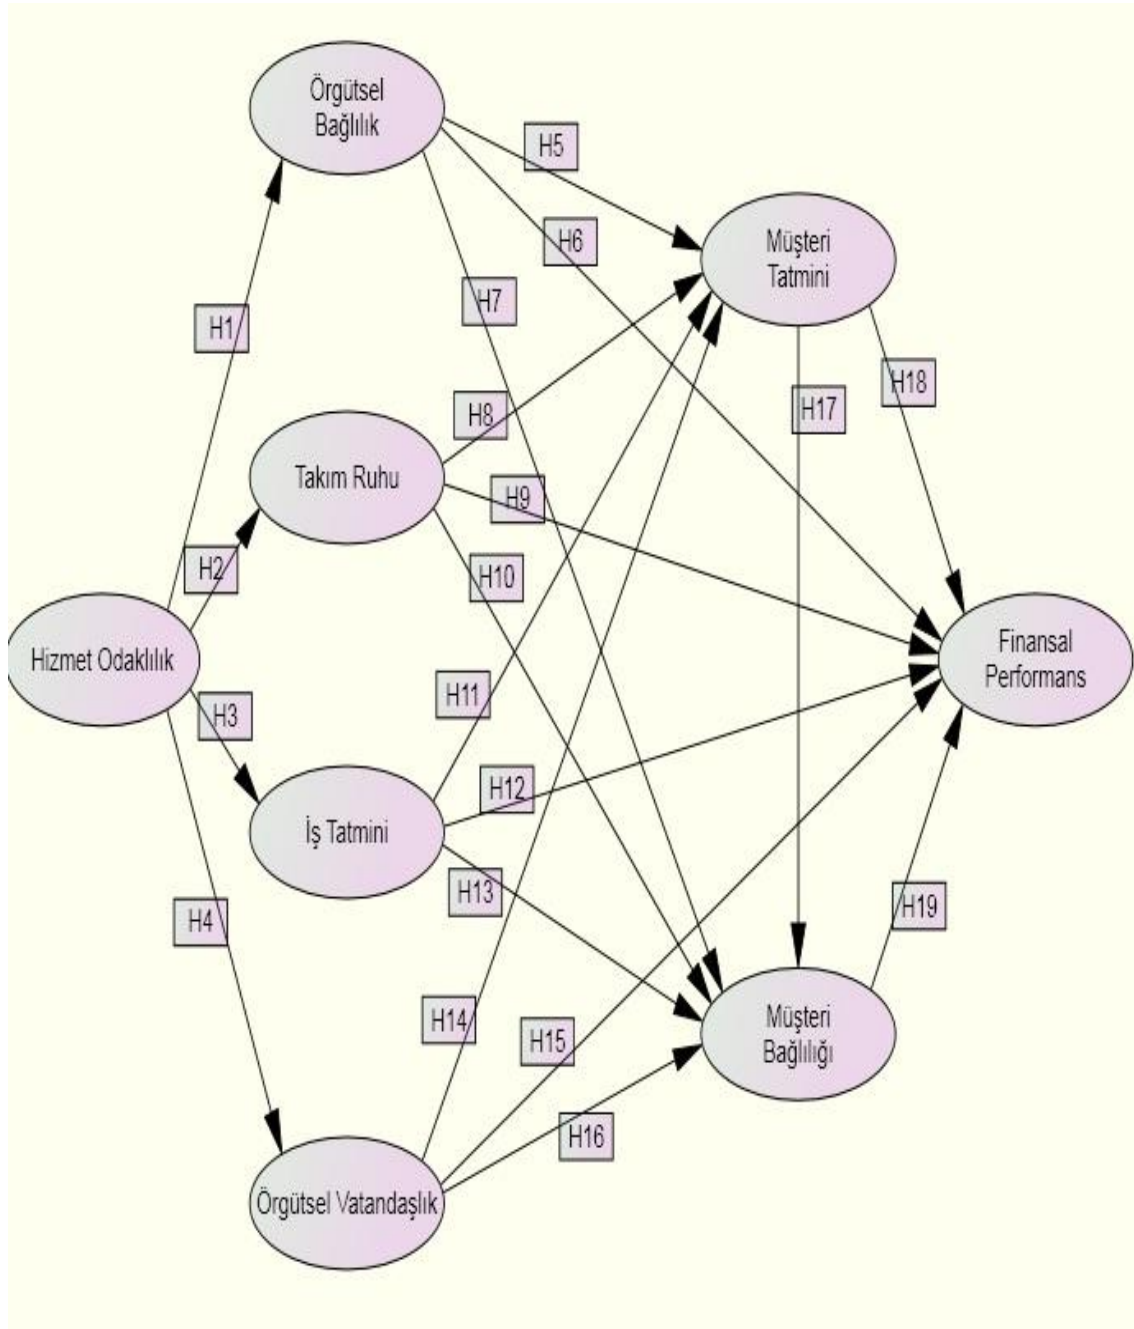 Örgütsel
Bağlılık
H5
Müşteri
Tatmini
H6
H7
H1
H18
H8
H17
Takım Ruhu
H9
H2
H10
Hizmet Odaklılık
Finansal
Performans
H11
H3
H12
İş Tatmini
H13
H4
H19
H14
H15
Müşteri
Bağlılığı
H16
Örgütsel Vatandaşlık